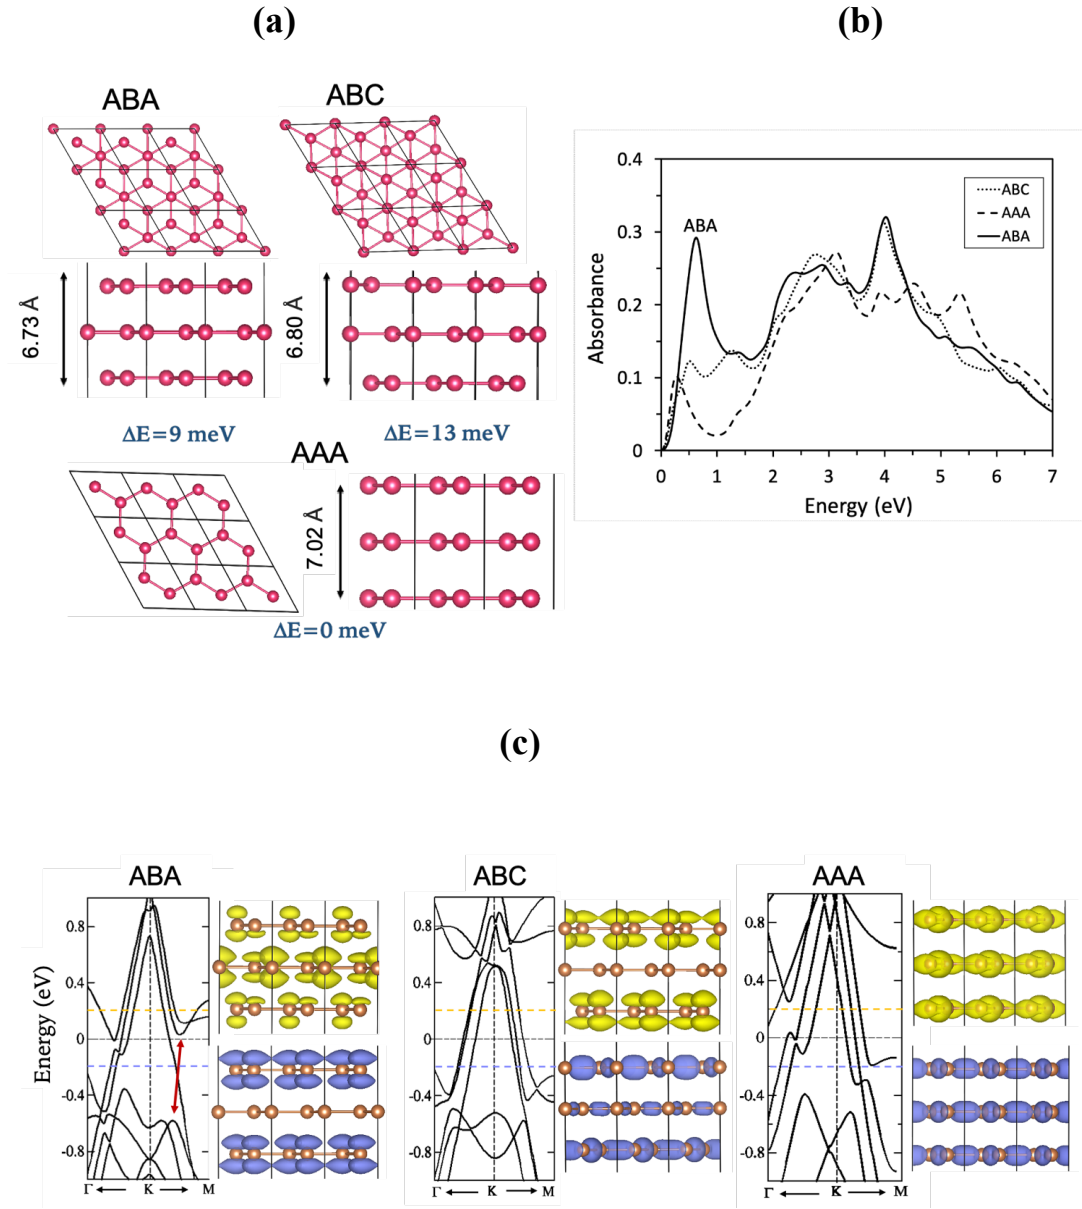 (a)
(b)
ABA
ABC
6.73 Å
6.80 Å
ΔE=9 meV
ΔE=13 meV
AAA
7.02 Å
ΔE=0 meV
0.4
0.3
0.2
0.1
0
Absorbance
ABA
ABC
AAA
ABA
0 1 2 3 4 5 6 7
Energy (eV)
(c)
ABA
ABC
AAA
Energy (eV)
0.8
0.4
0
-0.4
-0.8
Γ K M
0.8
0.4
0
-0.4
-0.8
Γ K M
0.8
0.4
0
-0.4
-0.8
Γ K M